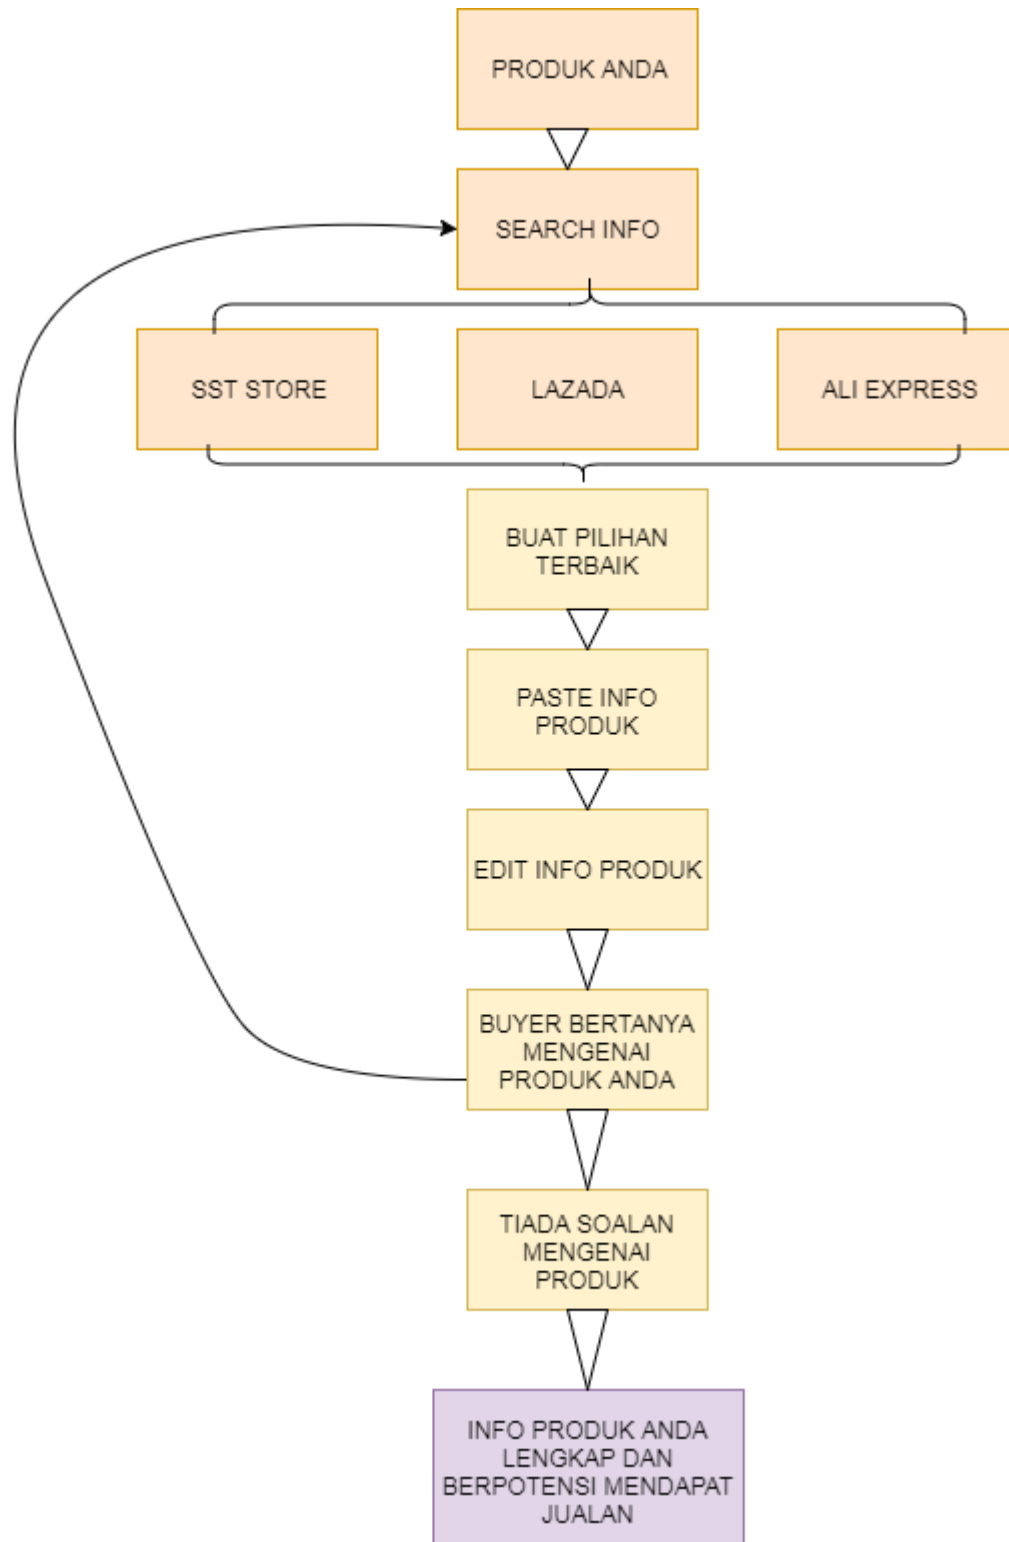 PRODUK ANDA
SEARCH INFO
SST STORE
LAZADA
ALI EXPRESS
BUAT PILIHAN
TERBAIK
PASTE INFO
PRODUK
EDIT INFO PRODUK
BUYER BERTANYA
MENGENAI
PRODUK ANDA
TIADA SOALAN
MENGENAI
PRODUK
INFO PRODUK ANDA
LENGKAP DAN
BERPOTENSI MENDAPAT
JUALAN